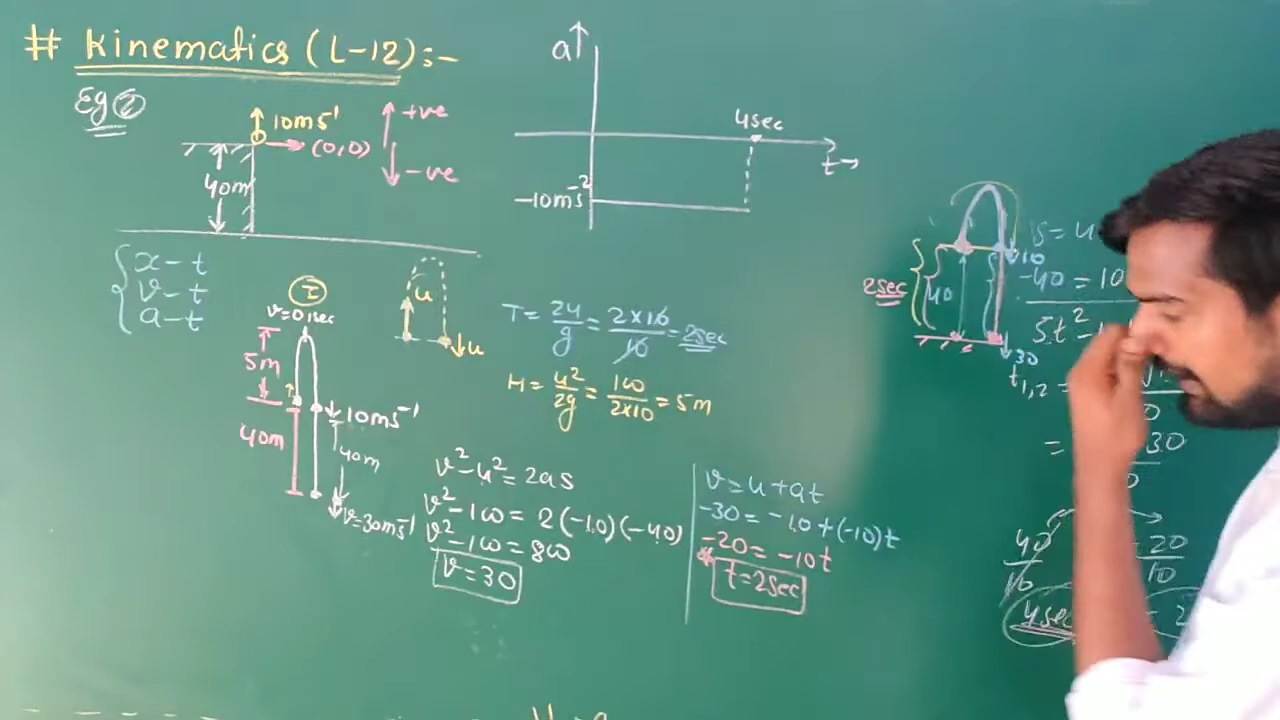 # Kinematics (L-12):-
Eg ②
10ms⁻¹
+ve
(0,0)
-ve
40m
x-t
v-t
a-t
a↑
4sec
t→
-10ms⁻²
I
v=0, 1sec
5m
40m
10ms⁻¹
40m
v=30ms⁻¹
u
u
T = 2u/g = 2×10/10 = 2sec
H = u²/2g = 100/2×10 = 5m
v²-u² = 2as
v²-100 = 2(-10)(-40)
v²-100 = 800
v=30
v=u+at
-30 = -10+(-10)t
-20 = -10t
t=2sec
2sec
40
10
30
s = u
-40 = 10
5t²-
t₁,₂ =
=
30
40/10
20/10
4sec